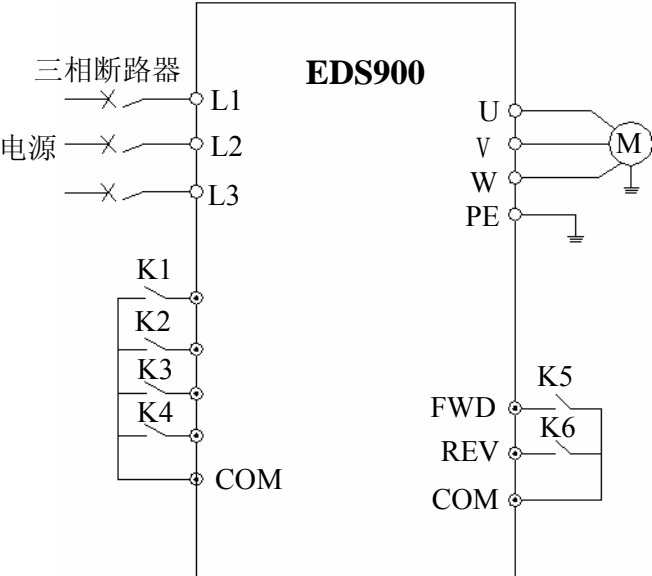 三相断路器
EDS900
L1
电源
L2
L3
U
V
W
M
PE
K1
K2
K3
K4
COM
K5
FWD
K6
REV
COM